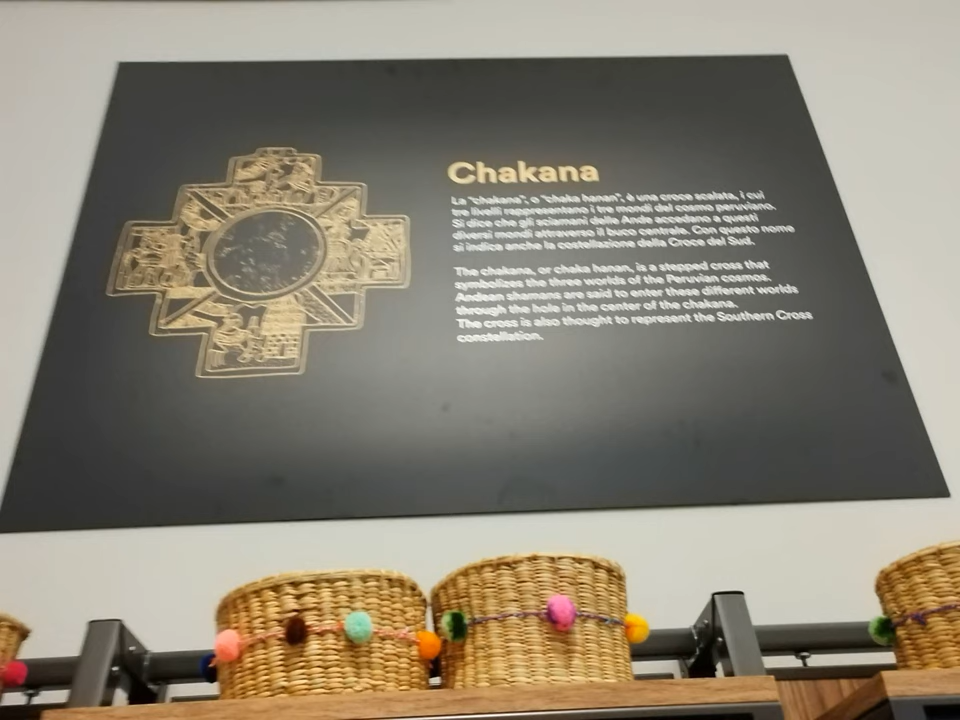 Chakana
La "chakana", o "chaka hanan", è una croce scalata, i cui
tre livelli rappresentano i tre mondi del cosmo peruviano.
Si dice che gli sciamani delle Ande accedano a questi
diversi mondi attraverso il buco centrale. Con questo nome
si indica anche la costellazione della Croce del Sud.
The chakana, or chaka hanan, is a stepped cross that
symbolizes the three worlds of the Peruvian cosmos.
Andean shamans are said to enter these different worlds
through the hole in the center of the chakana.
The cross is also thought to represent the Southern Cross
constellation.